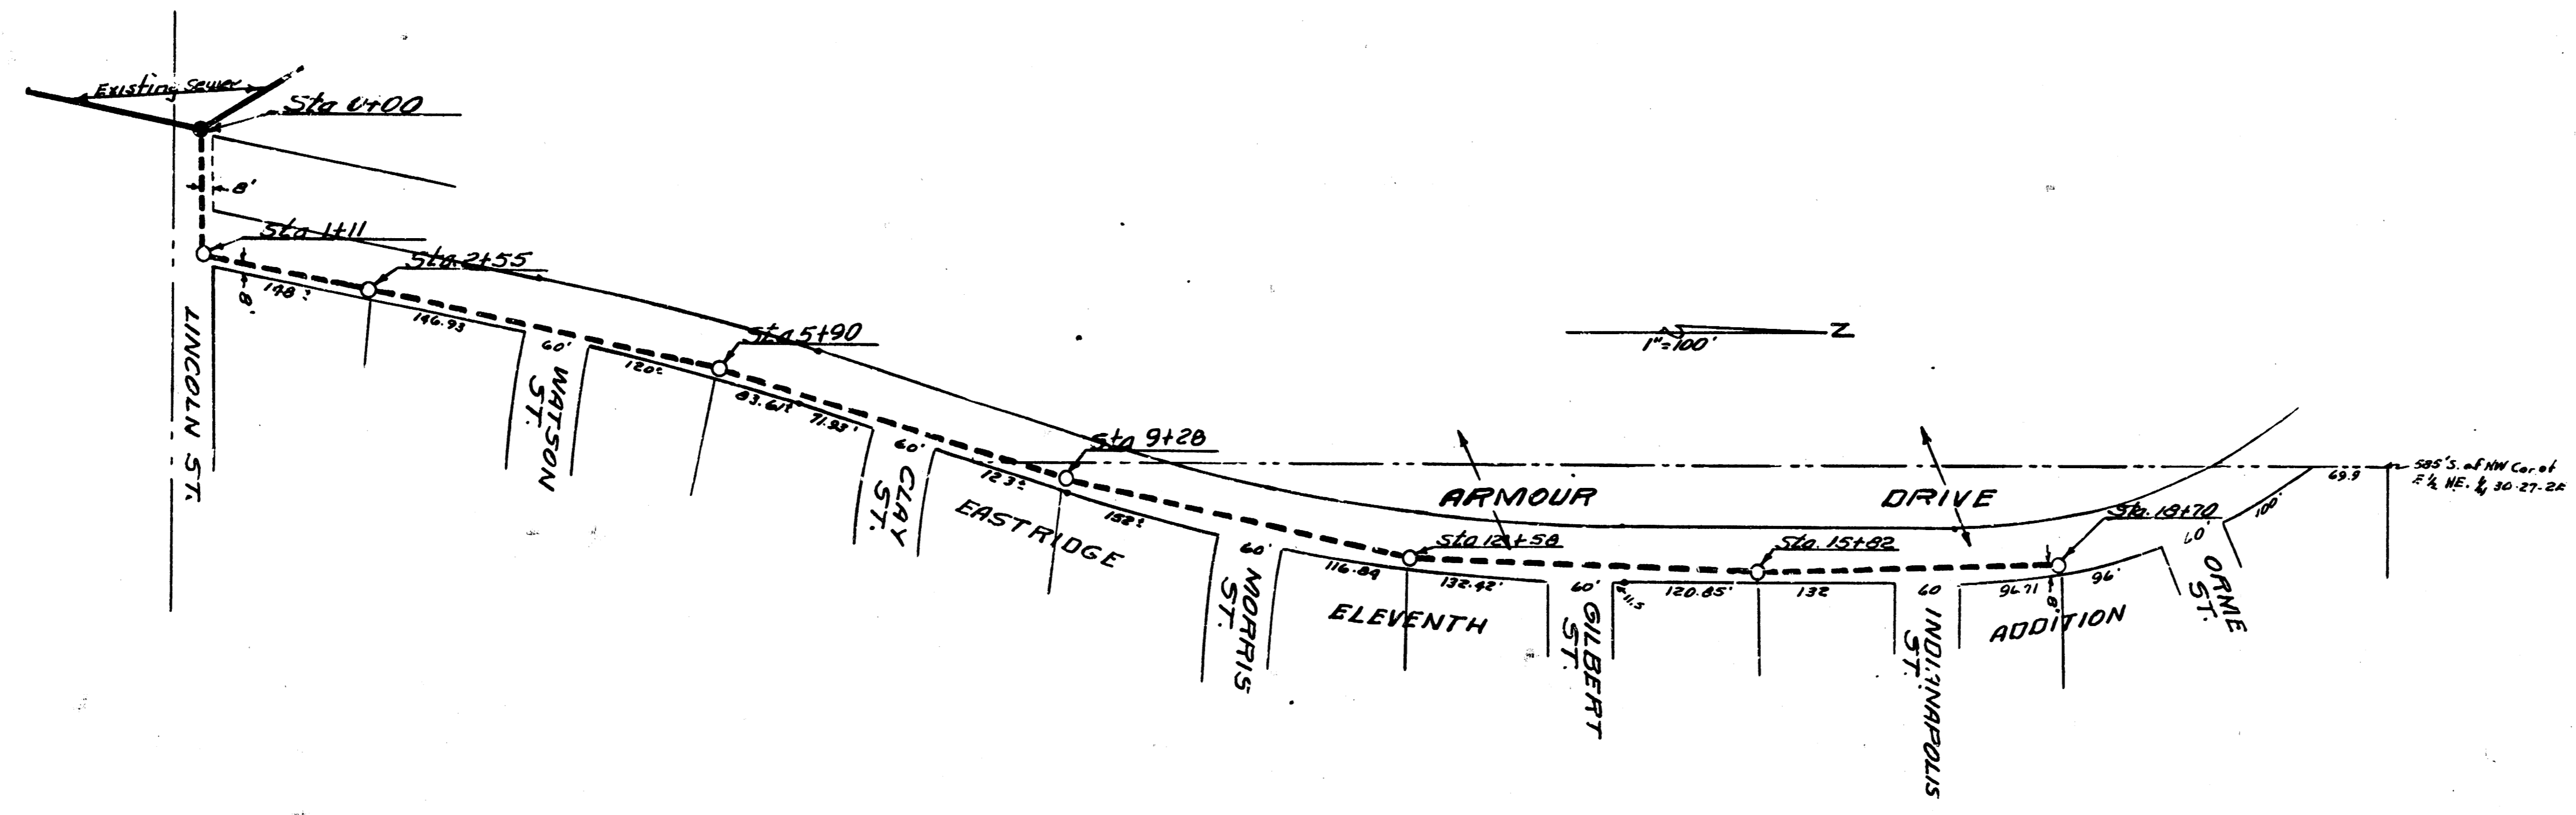 Existing Sewer
Sta 0+00
8'
Sta 1+11
Sta. 2+55
8'
148±
146.93
LINCOLN ST.
60'
WATSON
ST.
Sta 5+90
120±
83.61±
71.93'
60'
CLAY
ST.
Sta 9+28
123±
152±
EASTRIDGE
60'
MORRIS
ST.
1"=100'
Z
ARMOUR DRIVE
Sta 12+58
116.84
132.42'
ELEVENTH
60'
GILBERT
ST.
11.5
Sta. 15+82
120.85'
132
60
INDIANAPOLIS
ST.
Sta. 18+70
96.71
8'
96'
ADDITION
60'
ORME
ST.
100'
69.9
585'S. of NW Cor. of
E½ NE. ¼ 30-27-2E